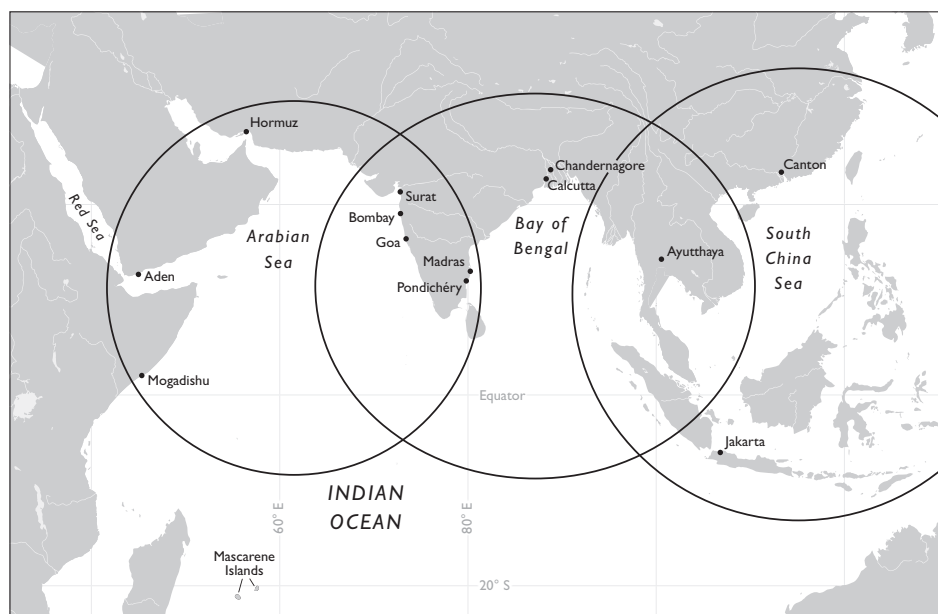 Hormuz
Canton
Chandernagore
Calcutta
Surat
Bombay
Red Sea
Arabian
Sea
Goa
Bay of
Bengal
South
China
Sea
Ayutthaya
Madras
Pondichéry
Aden
Mogadishu
Equator
Jakarta
INDIAN
OCEAN
60° E
80° E
Mascarene
Islands
20° S